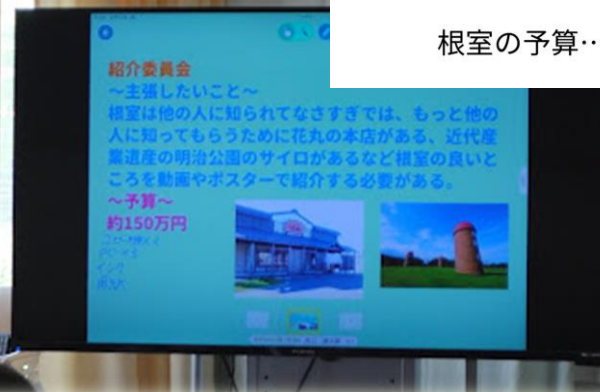 根室の予算…
紹介委員会
～主張したいこと～
根室は他の人に知られてなさすぎでは、もっと他の
人に知ってもらうために花丸の本店がある、近代産
業遺産の明治公園のサイロがあるなど根室の良いと
ころを動画やポスターで紹介する必要がある。
～予算～
約150万円
インク